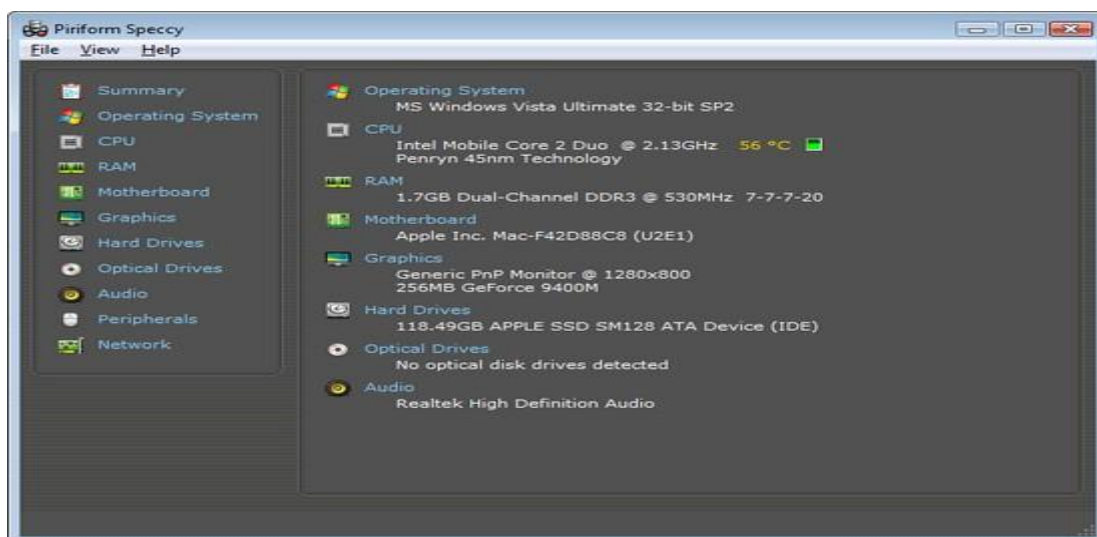 Piriform Speccy
File View Help
Summary
Operating System
CPU
RAM
Motherboard
Graphics
Hard Drives
Optical Drives
Audio
Peripherals
Network
Operating System
MS Windows Vista Ultimate 32-bit SP2
CPU
Intel Mobile Core 2 Duo @ 2.13GHz 56 °C
Penryn 45nm Technology
RAM
1.7GB Dual-Channel DDR3 @ 530MHz 7-7-7-20
Motherboard
Apple Inc. Mac-F42D88C8 (U2E1)
Graphics
Generic PnP Monitor @ 1280x800
256MB GeForce 9400M
Hard Drives
118.49GB APPLE SSD SM128 ATA Device (IDE)
Optical Drives
No optical disk drives detected
Audio
Realtek High Definition Audio